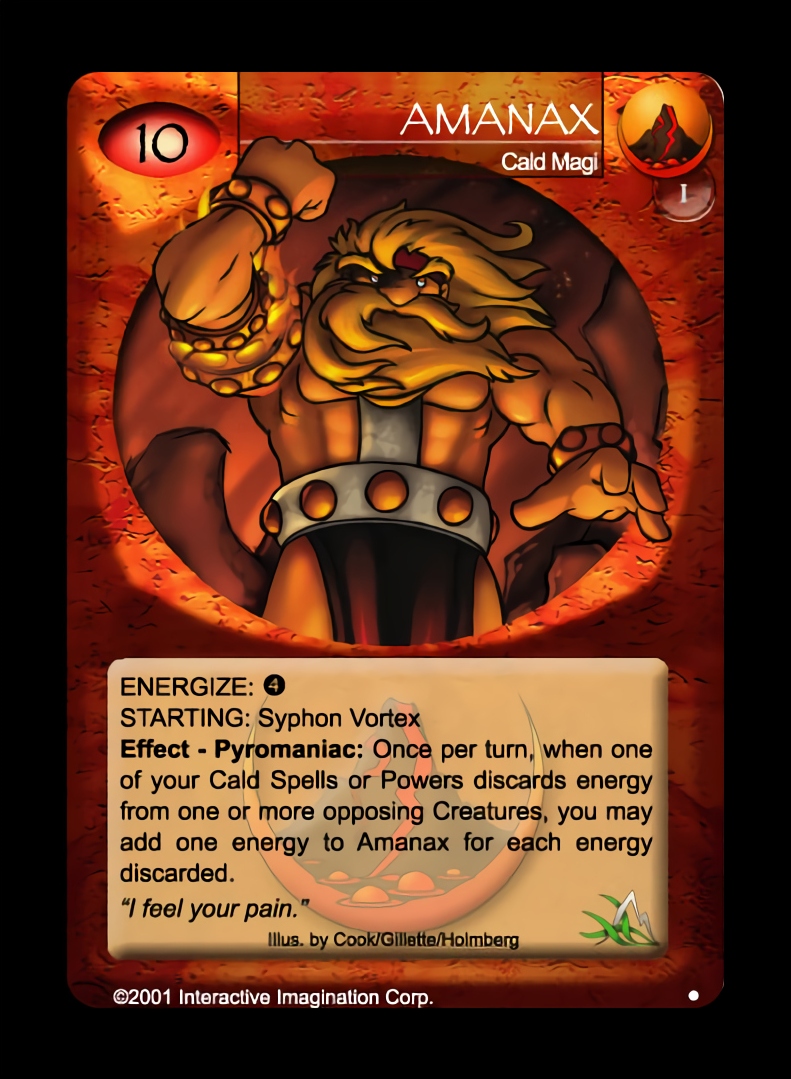 10
AMANAX
Cald Magi
I
ENERGIZE: 4
STARTING: Syphon Vortex
Effect - Pyromaniac: Once per turn, when one
of your Cald Spells or Powers discards energy
from one or more opposing Creatures, you may
add one energy to Amanax for each energy
discarded.
“I feel your pain.”
Illus. by Cook/Gillette/Holmberg
©2001 Interactive Imagination Corp.